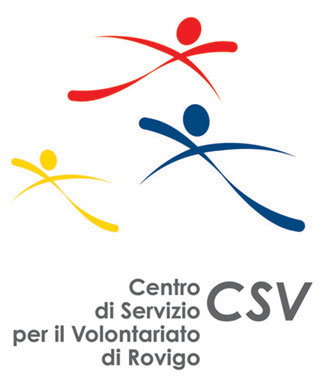 Centro
di Servizio
per il Volontariato
di Rovigo
CSV